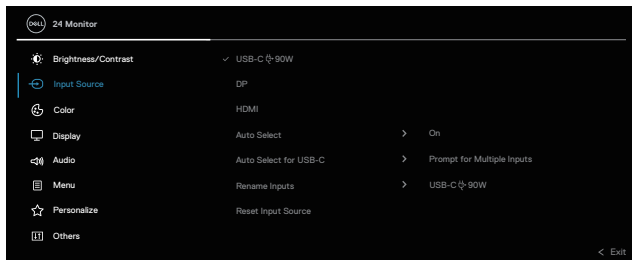 DELL 24 Monitor
Brightness/Contrast USB-C 90W
Input Source DP
Color HDMI
Display Auto Select On
Audio Auto Select for USB-C Prompt for Multiple Inputs
Menu Rename Inputs USB-C 90W
Personalize Reset Input Source
Others
Exit